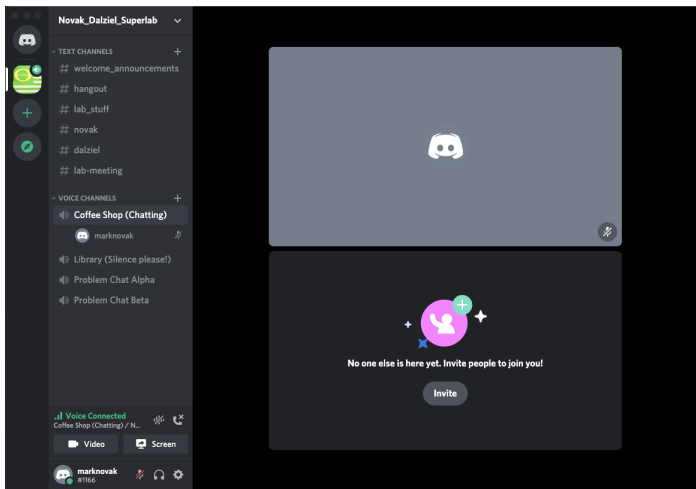 Novak_Dalziel_Superlab
TEXT CHANNELS
# welcome_announcements
# hangout
# lab_stuff
# novak
# dalziel
# lab-meeting
VOICE CHANNELS
Coffee Shop (Chatting)
marknovak
Library (Silence please!)
Problem Chat Alpha
Problem Chat Beta
Voice Connected
Coffee Shop (Chatting) / N...
Video
Screen
marknovak
#1166
No one else is here yet. Invite people to join you!
Invite